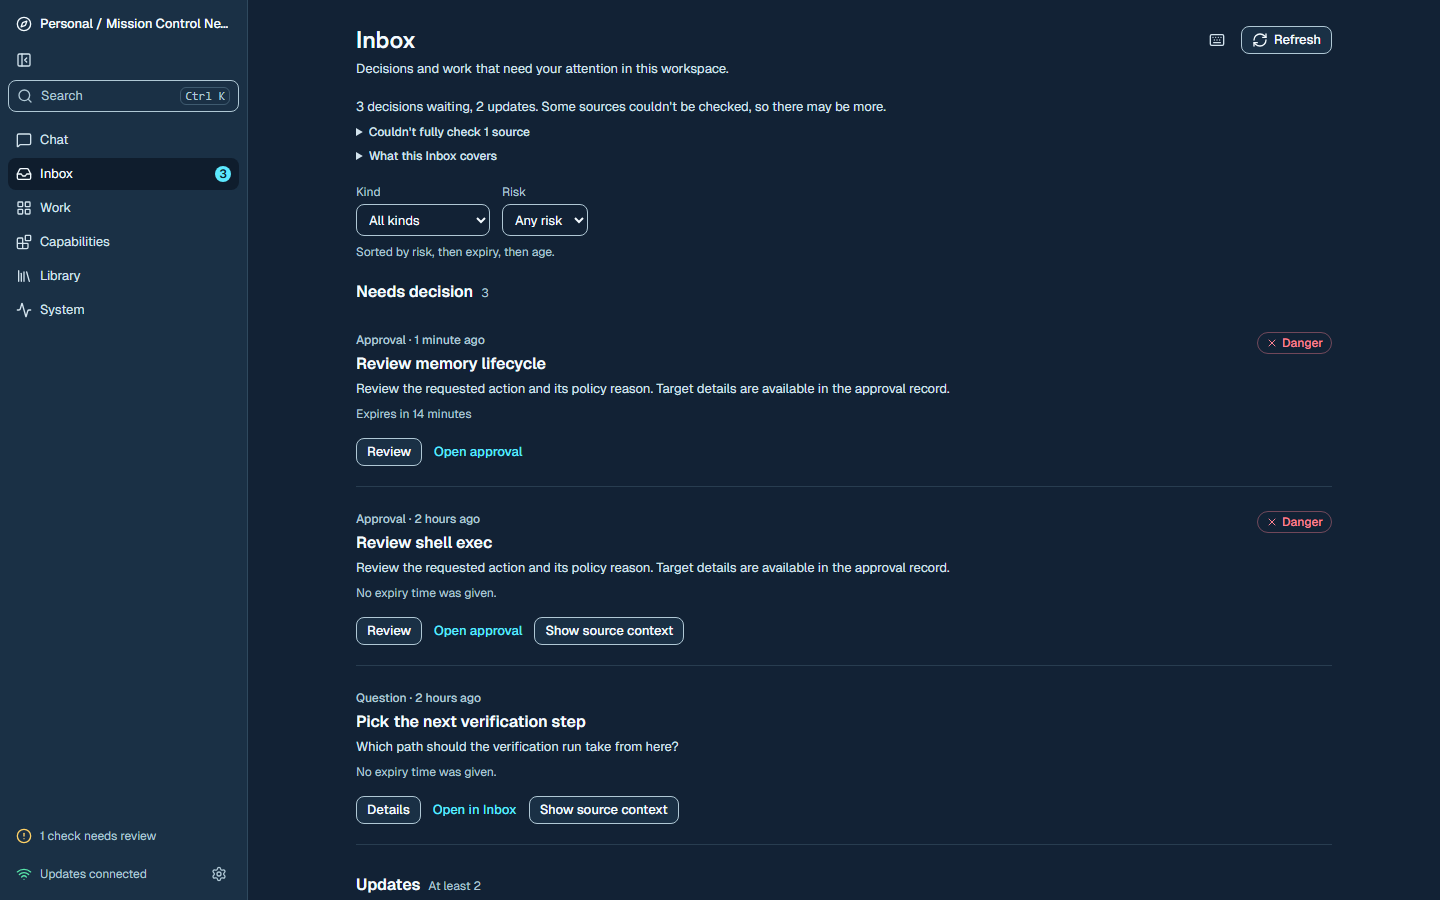 Personal / Mission Control Ne...
Search
Ctrl K
Chat
Inbox
3
Work
Capabilities
Library
System
1 check needs review
Updates connected
Inbox
Refresh
Decisions and work that need your attention in this workspace.
3 decisions waiting, 2 updates. Some sources couldn't be checked, so there may be more.
Couldn't fully check 1 source
What this Inbox covers
Kind
Risk
All kinds
Any risk
Sorted by risk, then expiry, then age.
Needs decision 3
Approval · 1 minute ago
Danger
Review memory lifecycle
Review the requested action and its policy reason. Target details are available in the approval record.
Expires in 14 minutes
Review
Open approval
Approval · 2 hours ago
Danger
Review shell exec
Review the requested action and its policy reason. Target details are available in the approval record.
No expiry time was given.
Review
Open approval
Show source context
Question · 2 hours ago
Pick the next verification step
Which path should the verification run take from here?
No expiry time was given.
Details
Open in Inbox
Show source context
Updates At least 2